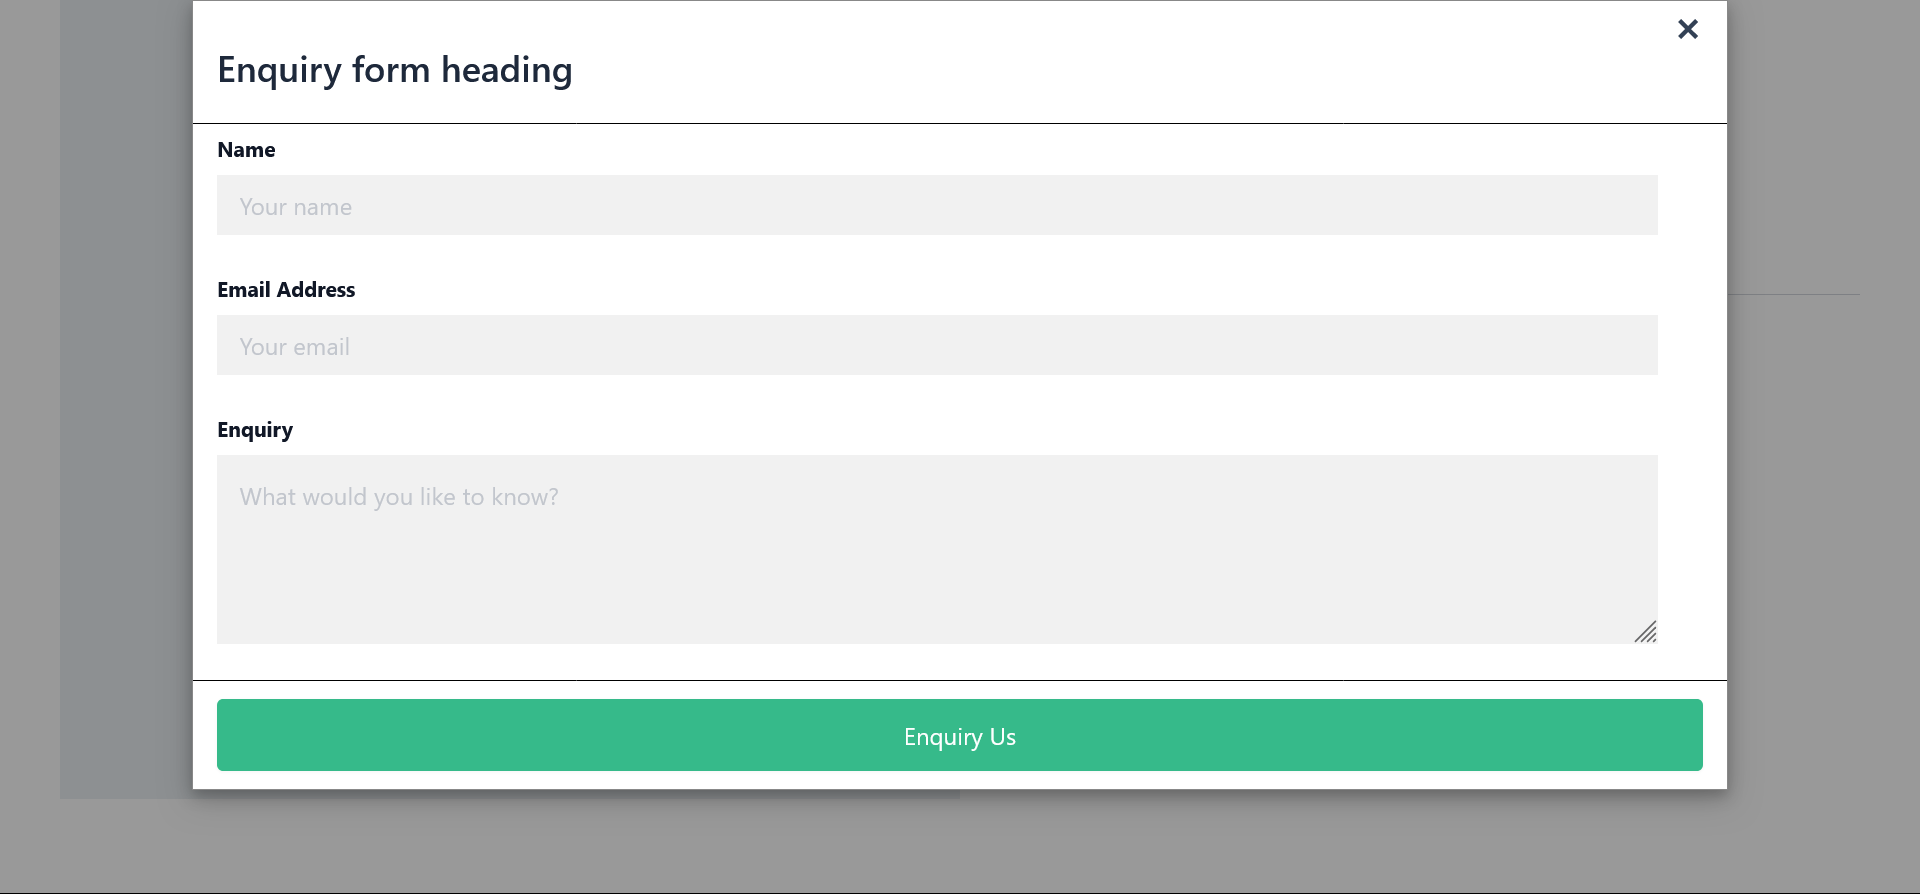 Enquiry form heading
Name
Your name
Email Address
Your email
Enquiry
What would you like to know?
Enquiry Us